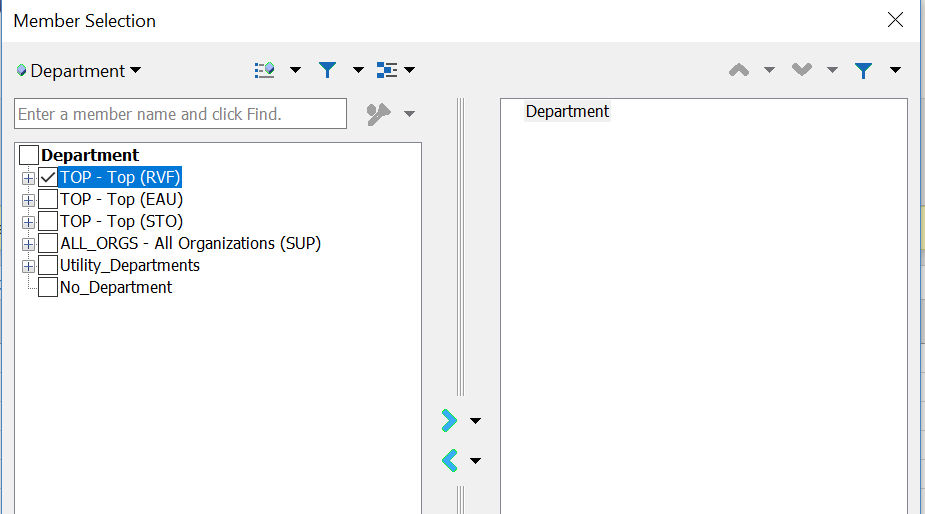 Member Selection
Department
Enter a member name and click Find.
Department
Department
TOP - Top (RVF)
TOP - Top (EAU)
TOP - Top (STO)
ALL_ORGS - All Organizations (SUP)
Utility_Departments
No_Department